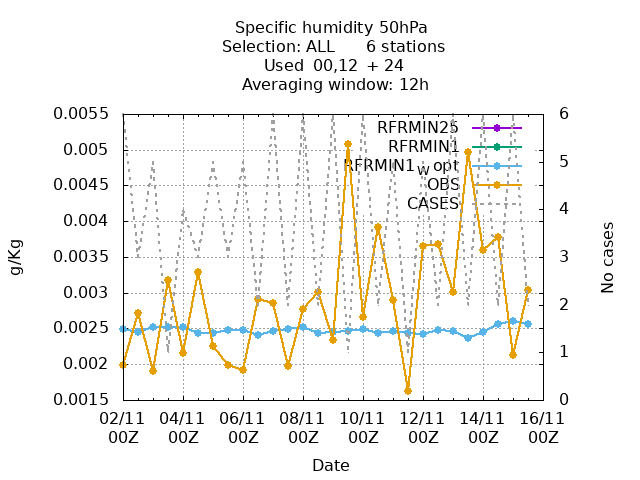 Specific humidity 50hPa
Selection: ALL      6 stations
Used  00,12  + 24
Averaging window: 12h
RFRMIN25
RFRMIN1
RFRMIN1_W opt
OBS
CASES
0.0055
0.005
0.0045
0.004
0.0035
0.003
0.0025
0.002
0.0015
g/Kg
6
5
4
3
2
1
0
No cases
02/11 04/11 06/11 08/11 10/11 12/11 14/11 16/11
00Z 00Z 00Z 00Z 00Z 00Z 00Z 00Z
Date